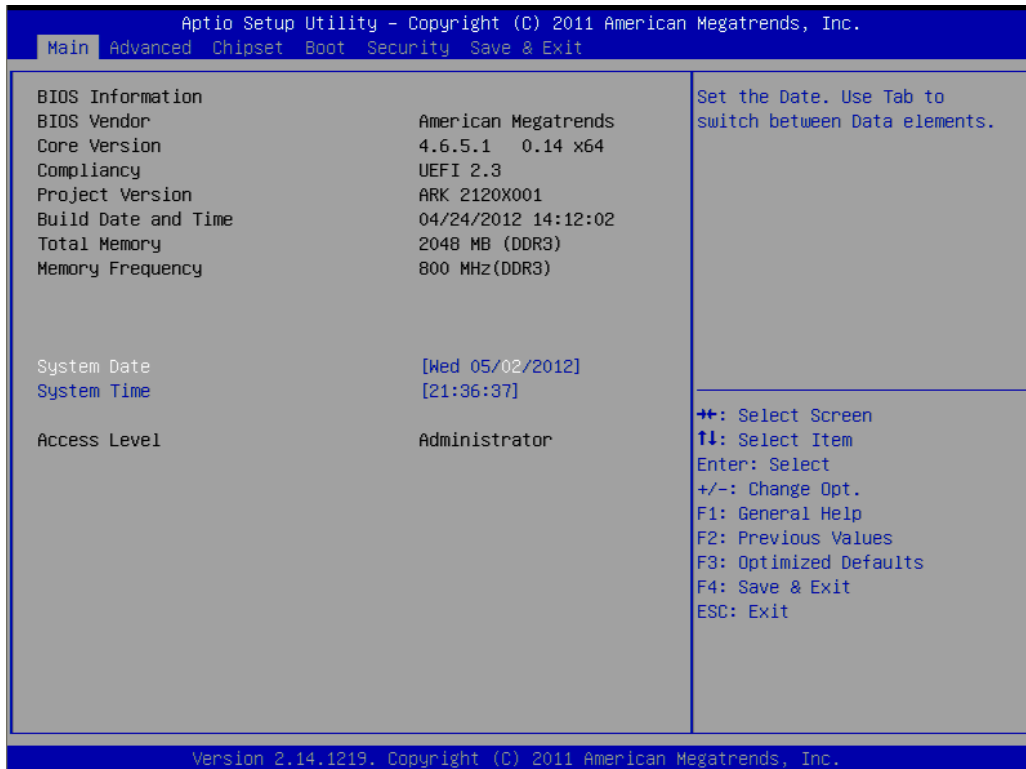 Aptio Setup Utility – Copyright (C) 2011 American Megatrends, Inc.
Main Advanced Chipset Boot Security Save & Exit
BIOS Information
BIOS Vendor American Megatrends
Core Version 4.6.5.1 0.14 x64
Compliancy UEFI 2.3
Project Version ARK 2120X001
Build Date and Time 04/24/2012 14:12:02
Total Memory 2048 MB (DDR3)
Memory Frequency 800 MHz(DDR3)
System Date [Wed 05/02/2012]
System Time [21:36:37]
Access Level Administrator
Set the Date. Use Tab to
switch between Data elements.
→←: Select Screen
↑↓: Select Item
Enter: Select
+/-: Change Opt.
F1: General Help
F2: Previous Values
F3: Optimized Defaults
F4: Save & Exit
ESC: Exit
Version 2.14.1219. Copyright (C) 2011 American Megatrends, Inc.